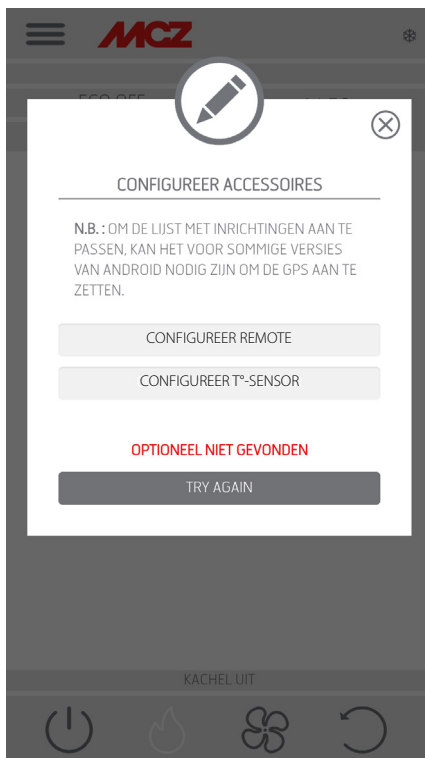 MCZ
CONFIGUREER ACCESSOIRES
N.B. : OM DE LIJST MET INRICHTINGEN AAN TE
PASSEN, KAN HET VOOR SOMMIGE VERSIES
VAN ANDROID NODIG ZIJN OM DE GPS AAN TE
ZETTEN.
CONFIGUREER REMOTE
CONFIGUREER T°-SENSOR
OPTIONEEL NIET GEVONDEN
TRY AGAIN
KACHEL UIT